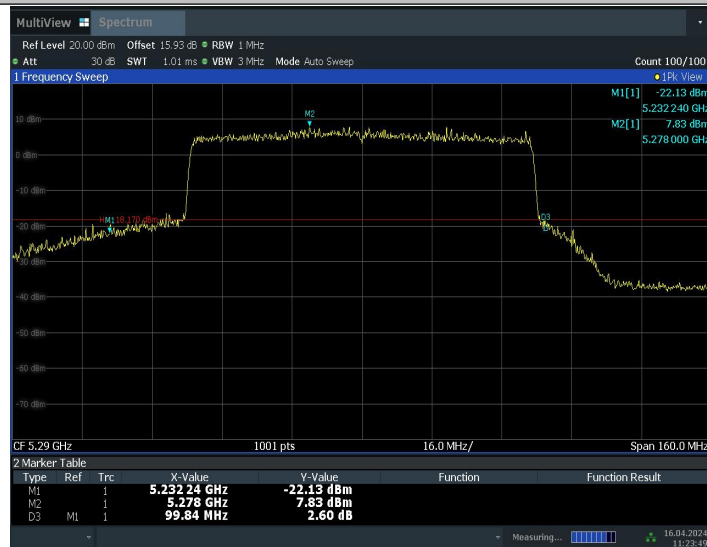 MultiView Spectrum
Ref Level 20.00 dBm Offset 15.93 dB RBW 1 MHz
Att 30 dB SWT 1.01 ms VBW 3 MHz Mode Auto Sweep Count 100/100
1 Frequency Sweep 1Pk View
M1[1] -22.13 dBm
5.232 240 GHz
M2[1] 7.83 dBm
5.278 000 GHz
M2
10 dBm
0 dBm
-10 dBm
M1 18.170 dBm
D3
-20 dBm
-30 dBm
-40 dBm
-50 dBm
-60 dBm
-70 dBm
CF 5.29 GHz 1001 pts 16.0 MHz/ Span 160.0 MHz
2 Marker Table
Type Ref Trc X-Value Y-Value Function Function Result
M1 1 5.232 24 GHz -22.13 dBm
M2 1 5.278 GHz 7.83 dBm
D3 M1 1 99.84 MHz 2.60 dB
Measuring... 16.04.2024
11:23:49